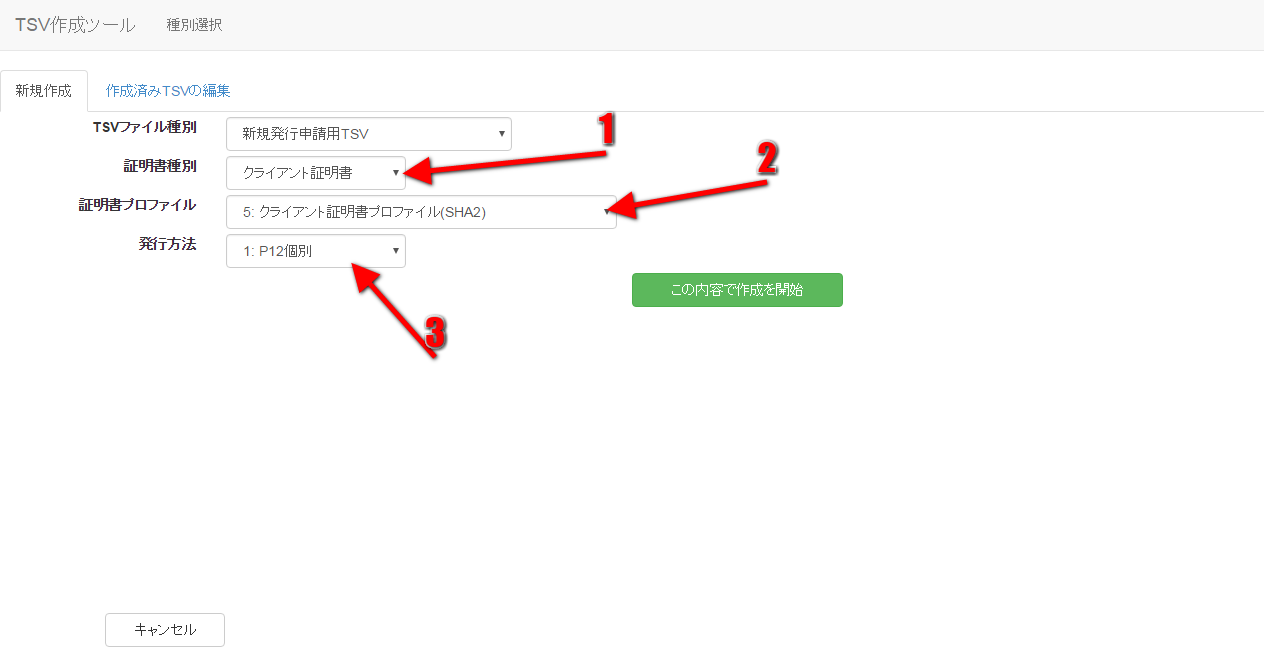 TSV作成ツール 種別選択
新規作成 作成済みTSVの編集
TSVファイル種別 新規発行申請用TSV
1
証明書種別 クライアント証明書
2
証明書プロファイル 5: クライアント証明書プロファイル(SHA2)
発行方法 1: P12個別
この内容で作成を開始
3
キャンセル